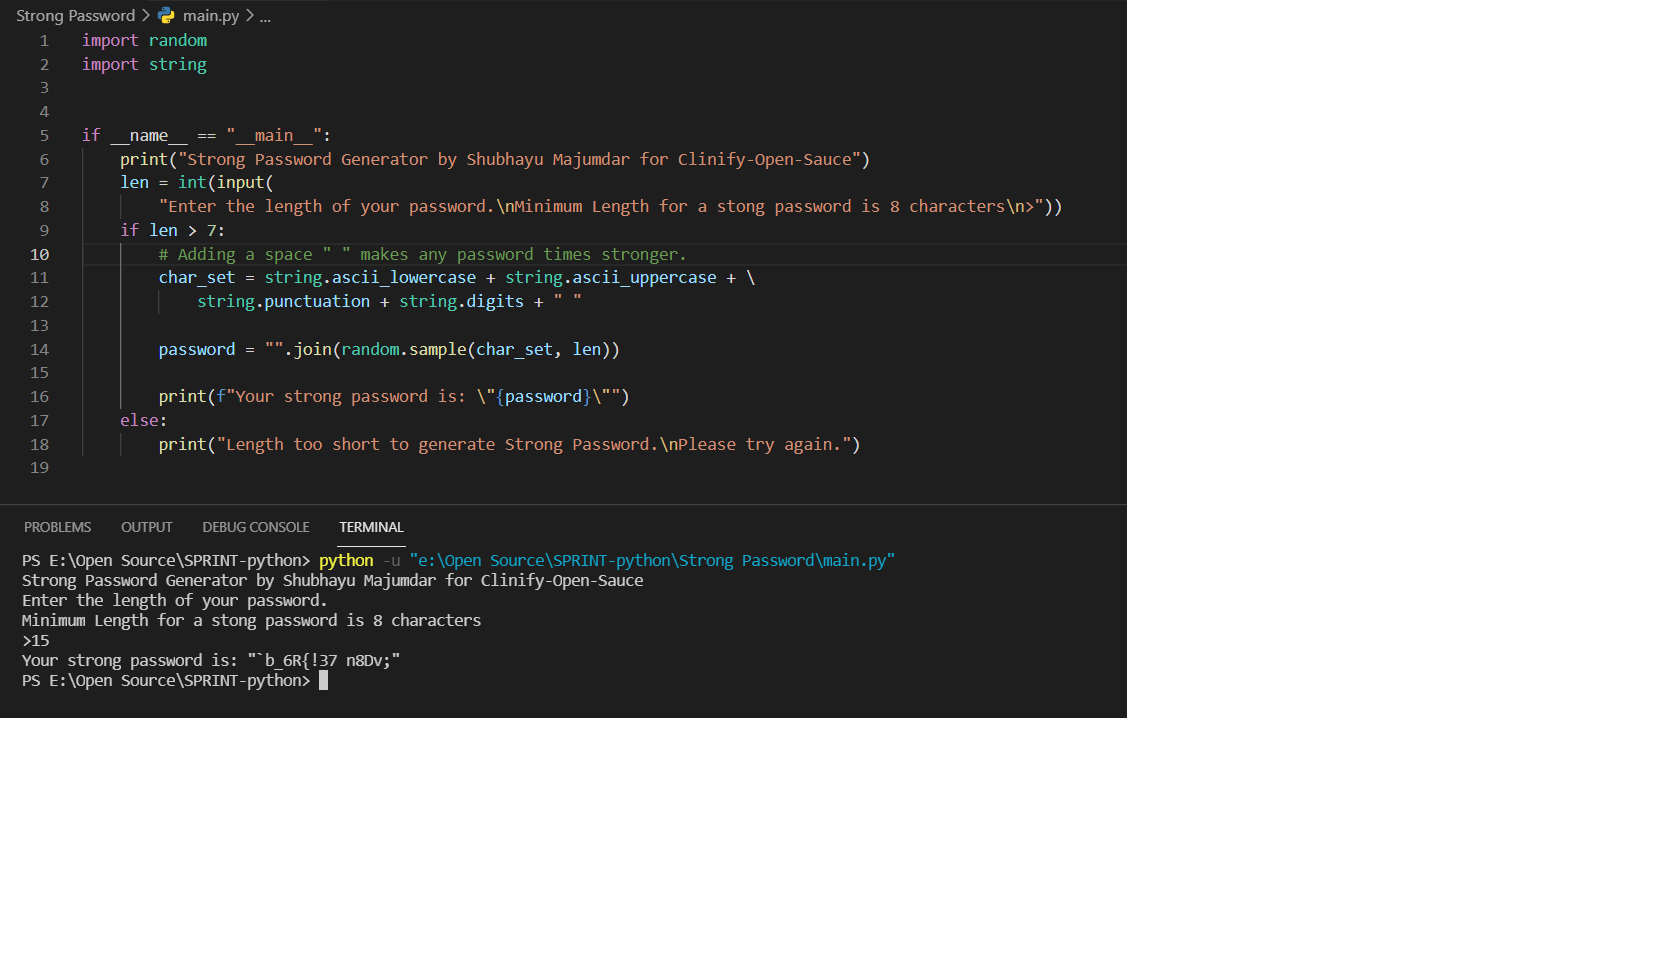 Strong Password > main.py > ...
1 import random
2 import string
3
4
5 if __name__ == "__main__":
6     print("Strong Password Generator by Shubhayu Majumdar for Clinify-Open-Sauce")
7     len = int(input(
8         "Enter the length of your password.\nMinimum Length for a stong password is 8 characters\n>"))
9     if len > 7:
10         # Adding a space " " makes any password times stronger.
11         char_set = string.ascii_lowercase + string.ascii_uppercase + \
12             string.punctuation + string.digits + " "
13
14         password = "".join(random.sample(char_set, len))
15
16         print(f"Your strong password is: \"{password}\"")
17     else:
18         print("Length too short to generate Strong Password.\nPlease try again.")
19
PROBLEMS OUTPUT DEBUG CONSOLE TERMINAL
PS E:\Open Source\SPRINT-python> python -u "e:\Open Source\SPRINT-python\Strong Password\main.py"
Strong Password Generator by Shubhayu Majumdar for Clinify-Open-Sauce
Enter the length of your password.
Minimum Length for a stong password is 8 characters
>15
Your strong password is: "`b_6R{!37 n8Dv;"
PS E:\Open Source\SPRINT-python>